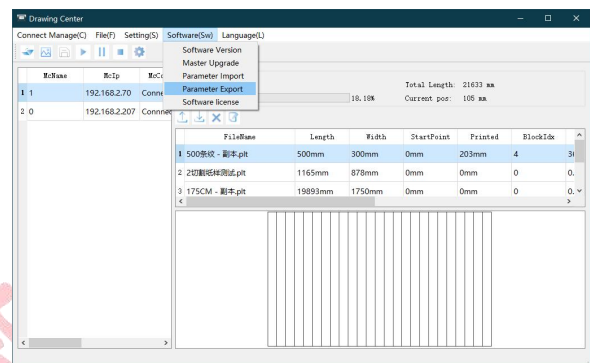 Drawing Center
Connect Manage(C) File(F) Setting(S) Software(Sw) Language(L)
Software Version
Master Upgrade
Parameter Import
Parameter Export
Software license
McName McIp
1 1 192.168.2.70
2 0 192.168.2.207
18.18%
Total Length: 21633 mm
Current pos: 105 mm
FileName Length Width StartPoint Printed BlockIdx
1 500条纹 - 副本.plt 500mm 300mm 0mm 203mm 4
2 2切割纸样测试.plt 1165mm 878mm 0mm 0mm 0
3 175CM - 副本.plt 19893mm 1750mm 0mm 0mm 0